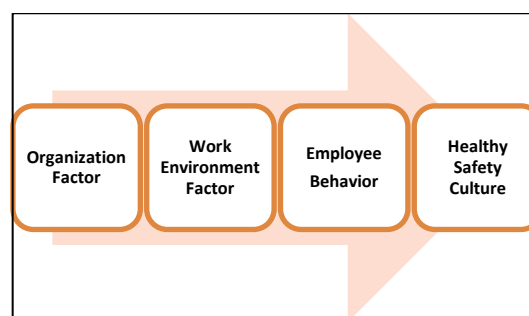 Organization
Factor
Work
Environment
Factor
Employee
Behavior
Healthy
Safety
Culture